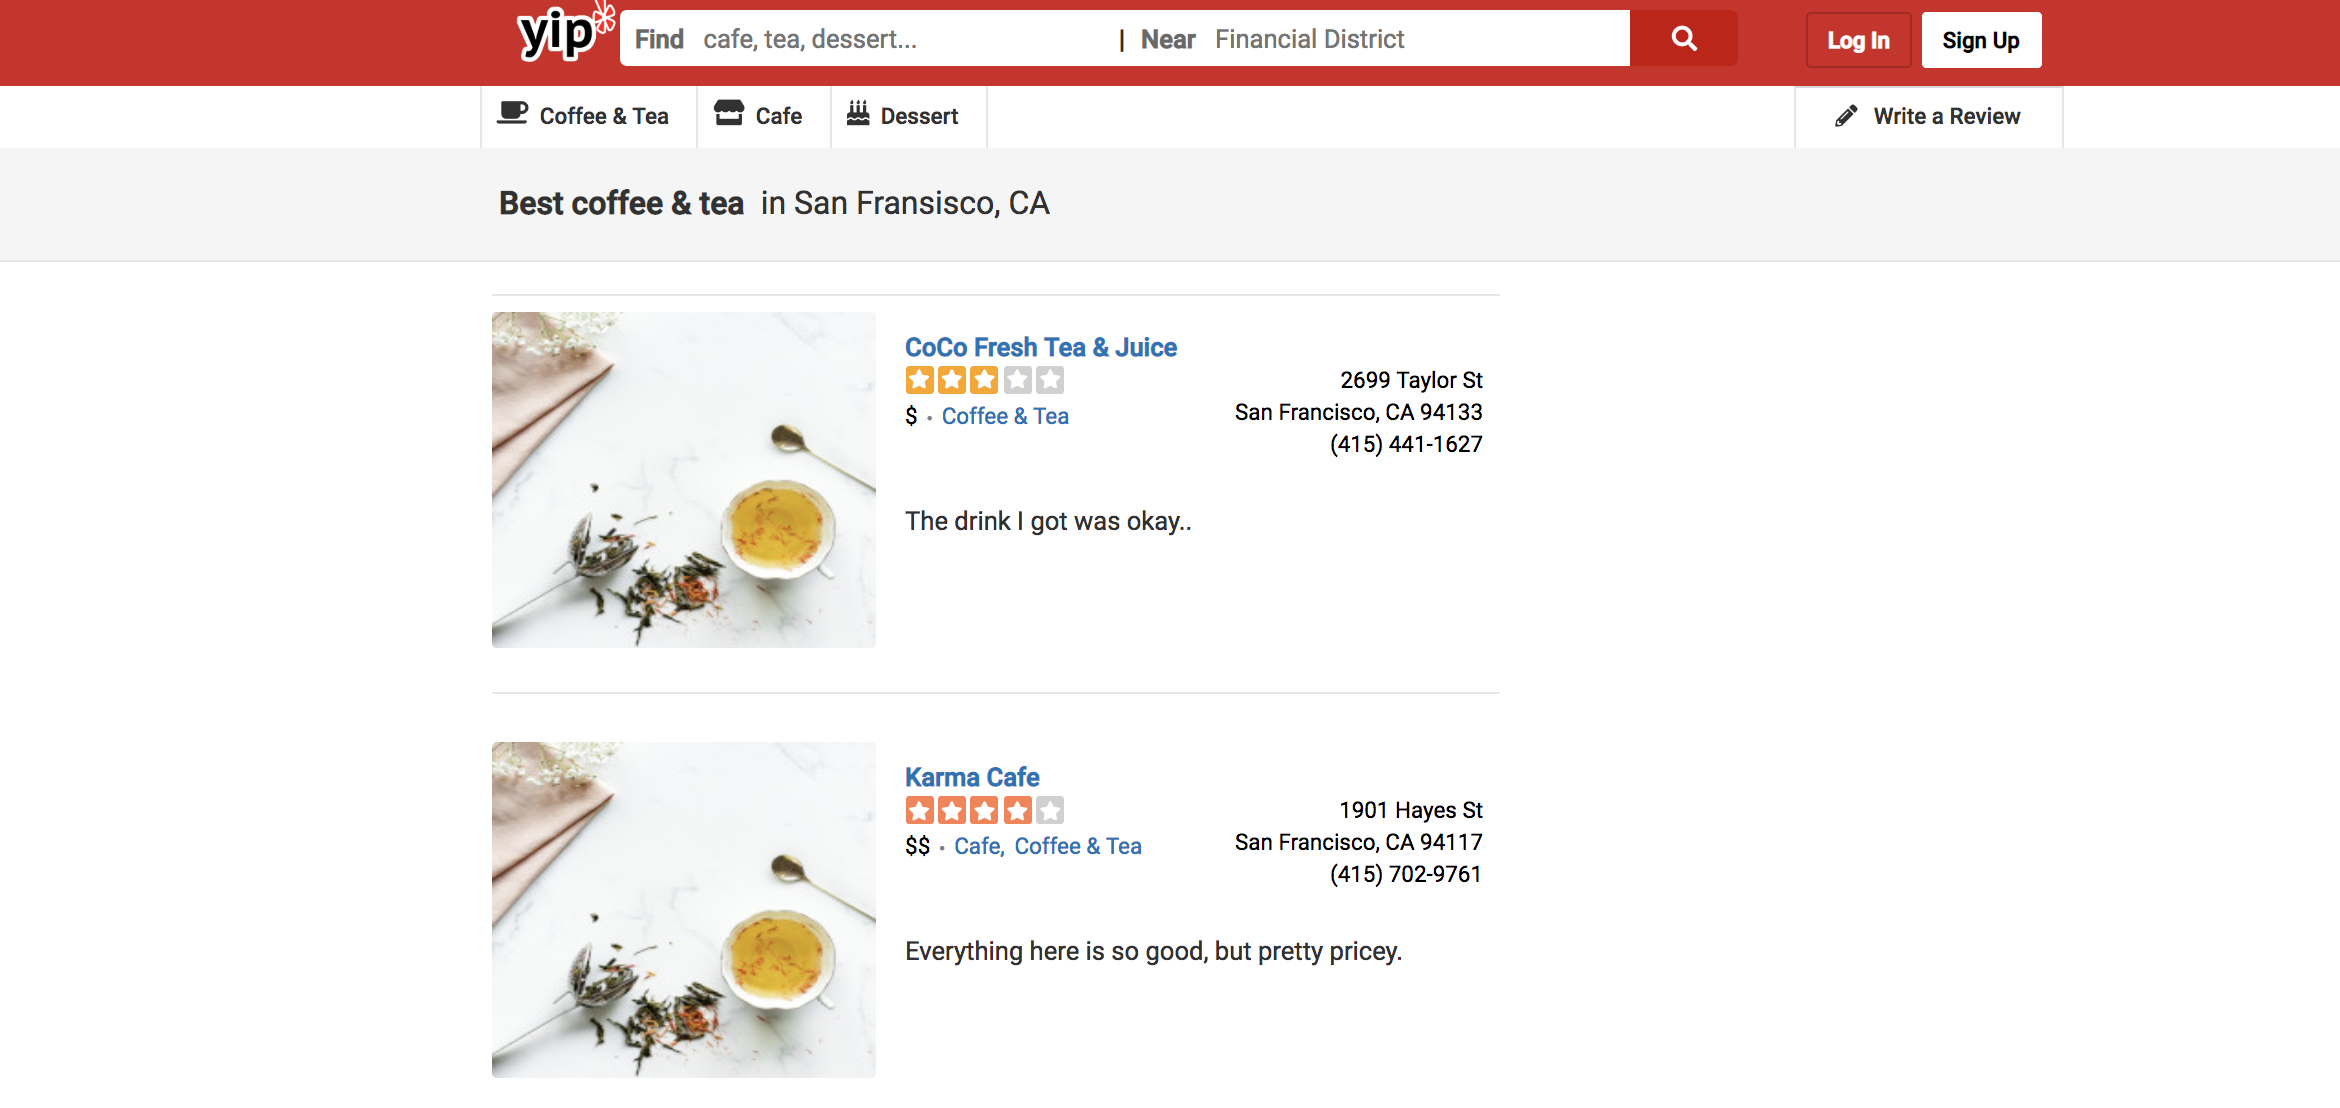 yip
Find cafe, tea, dessert... | Near Financial District
Log In
Sign Up
Coffee & Tea
Cafe
Dessert
Write a Review
Best coffee & tea in San Fransisco, CA
CoCo Fresh Tea & Juice
$ • Coffee & Tea
2699 Taylor St
San Francisco, CA 94133
(415) 441-1627
The drink I got was okay..
Karma Cafe
$$ • Cafe, Coffee & Tea
1901 Hayes St
San Francisco, CA 94117
(415) 702-9761
Everything here is so good, but pretty pricey.